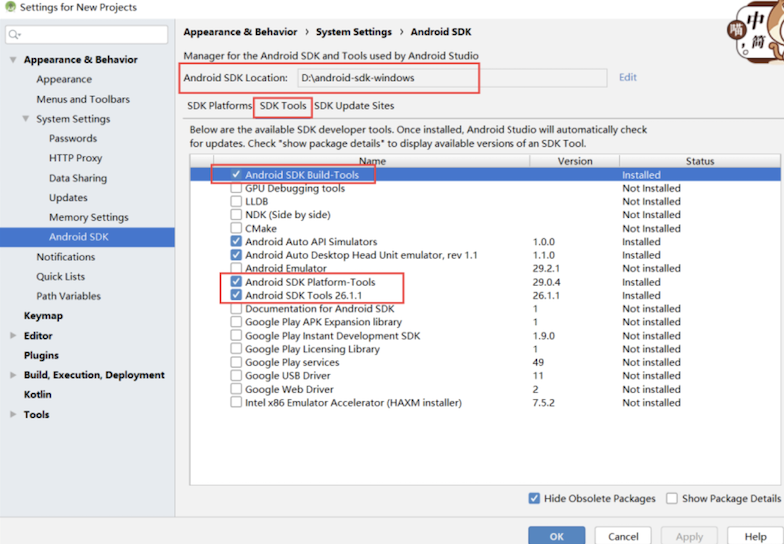 Settings for New Projects
中
喵 简
Appearance & Behavior
Appearance
Menus and Toolbars
System Settings
Passwords
HTTP Proxy
Data Sharing
Updates
Memory Settings
Android SDK
Notifications
Quick Lists
Path Variables
Keymap
Editor
Plugins
Build, Execution, Deployment
Kotlin
Tools
Appearance & Behavior › System Settings › Android SDK
Manager for the Android SDK and Tools used by Android Studio
Android SDK Location: D:\android-sdk-windows Edit
SDK Platforms SDK Tools SDK Update Sites
Below are the available SDK developer tools. Once installed, Android Studio will automatically check
for updates. Check "show package details" to display available versions of an SDK Tool.
Name Version Status
Android SDK Build-Tools Installed
GPU Debugging tools Not Installed
LLDB Not Installed
NDK (Side by side) Not Installed
CMake Not Installed
Android Auto API Simulators 1.0.0 Installed
Android Auto Desktop Head Unit emulator, rev 1.1 1.1.0 Installed
Android Emulator 29.2.1 Not installed
Android SDK Platform-Tools 29.0.4 Installed
Android SDK Tools 26.1.1 26.1.1 Installed
Documentation for Android SDK 1 Not installed
Google Play APK Expansion library 1 Not installed
Google Play Instant Development SDK 1.9.0 Not installed
Google Play Licensing Library 1 Not installed
Google Play services 49 Not installed
Google USB Driver 11 Not installed
Google Web Driver 2 Not installed
Intel x86 Emulator Accelerator (HAXM installer) 7.5.2 Not installed
Hide Obsolete Packages Show Package Details
OK Cancel Apply Help